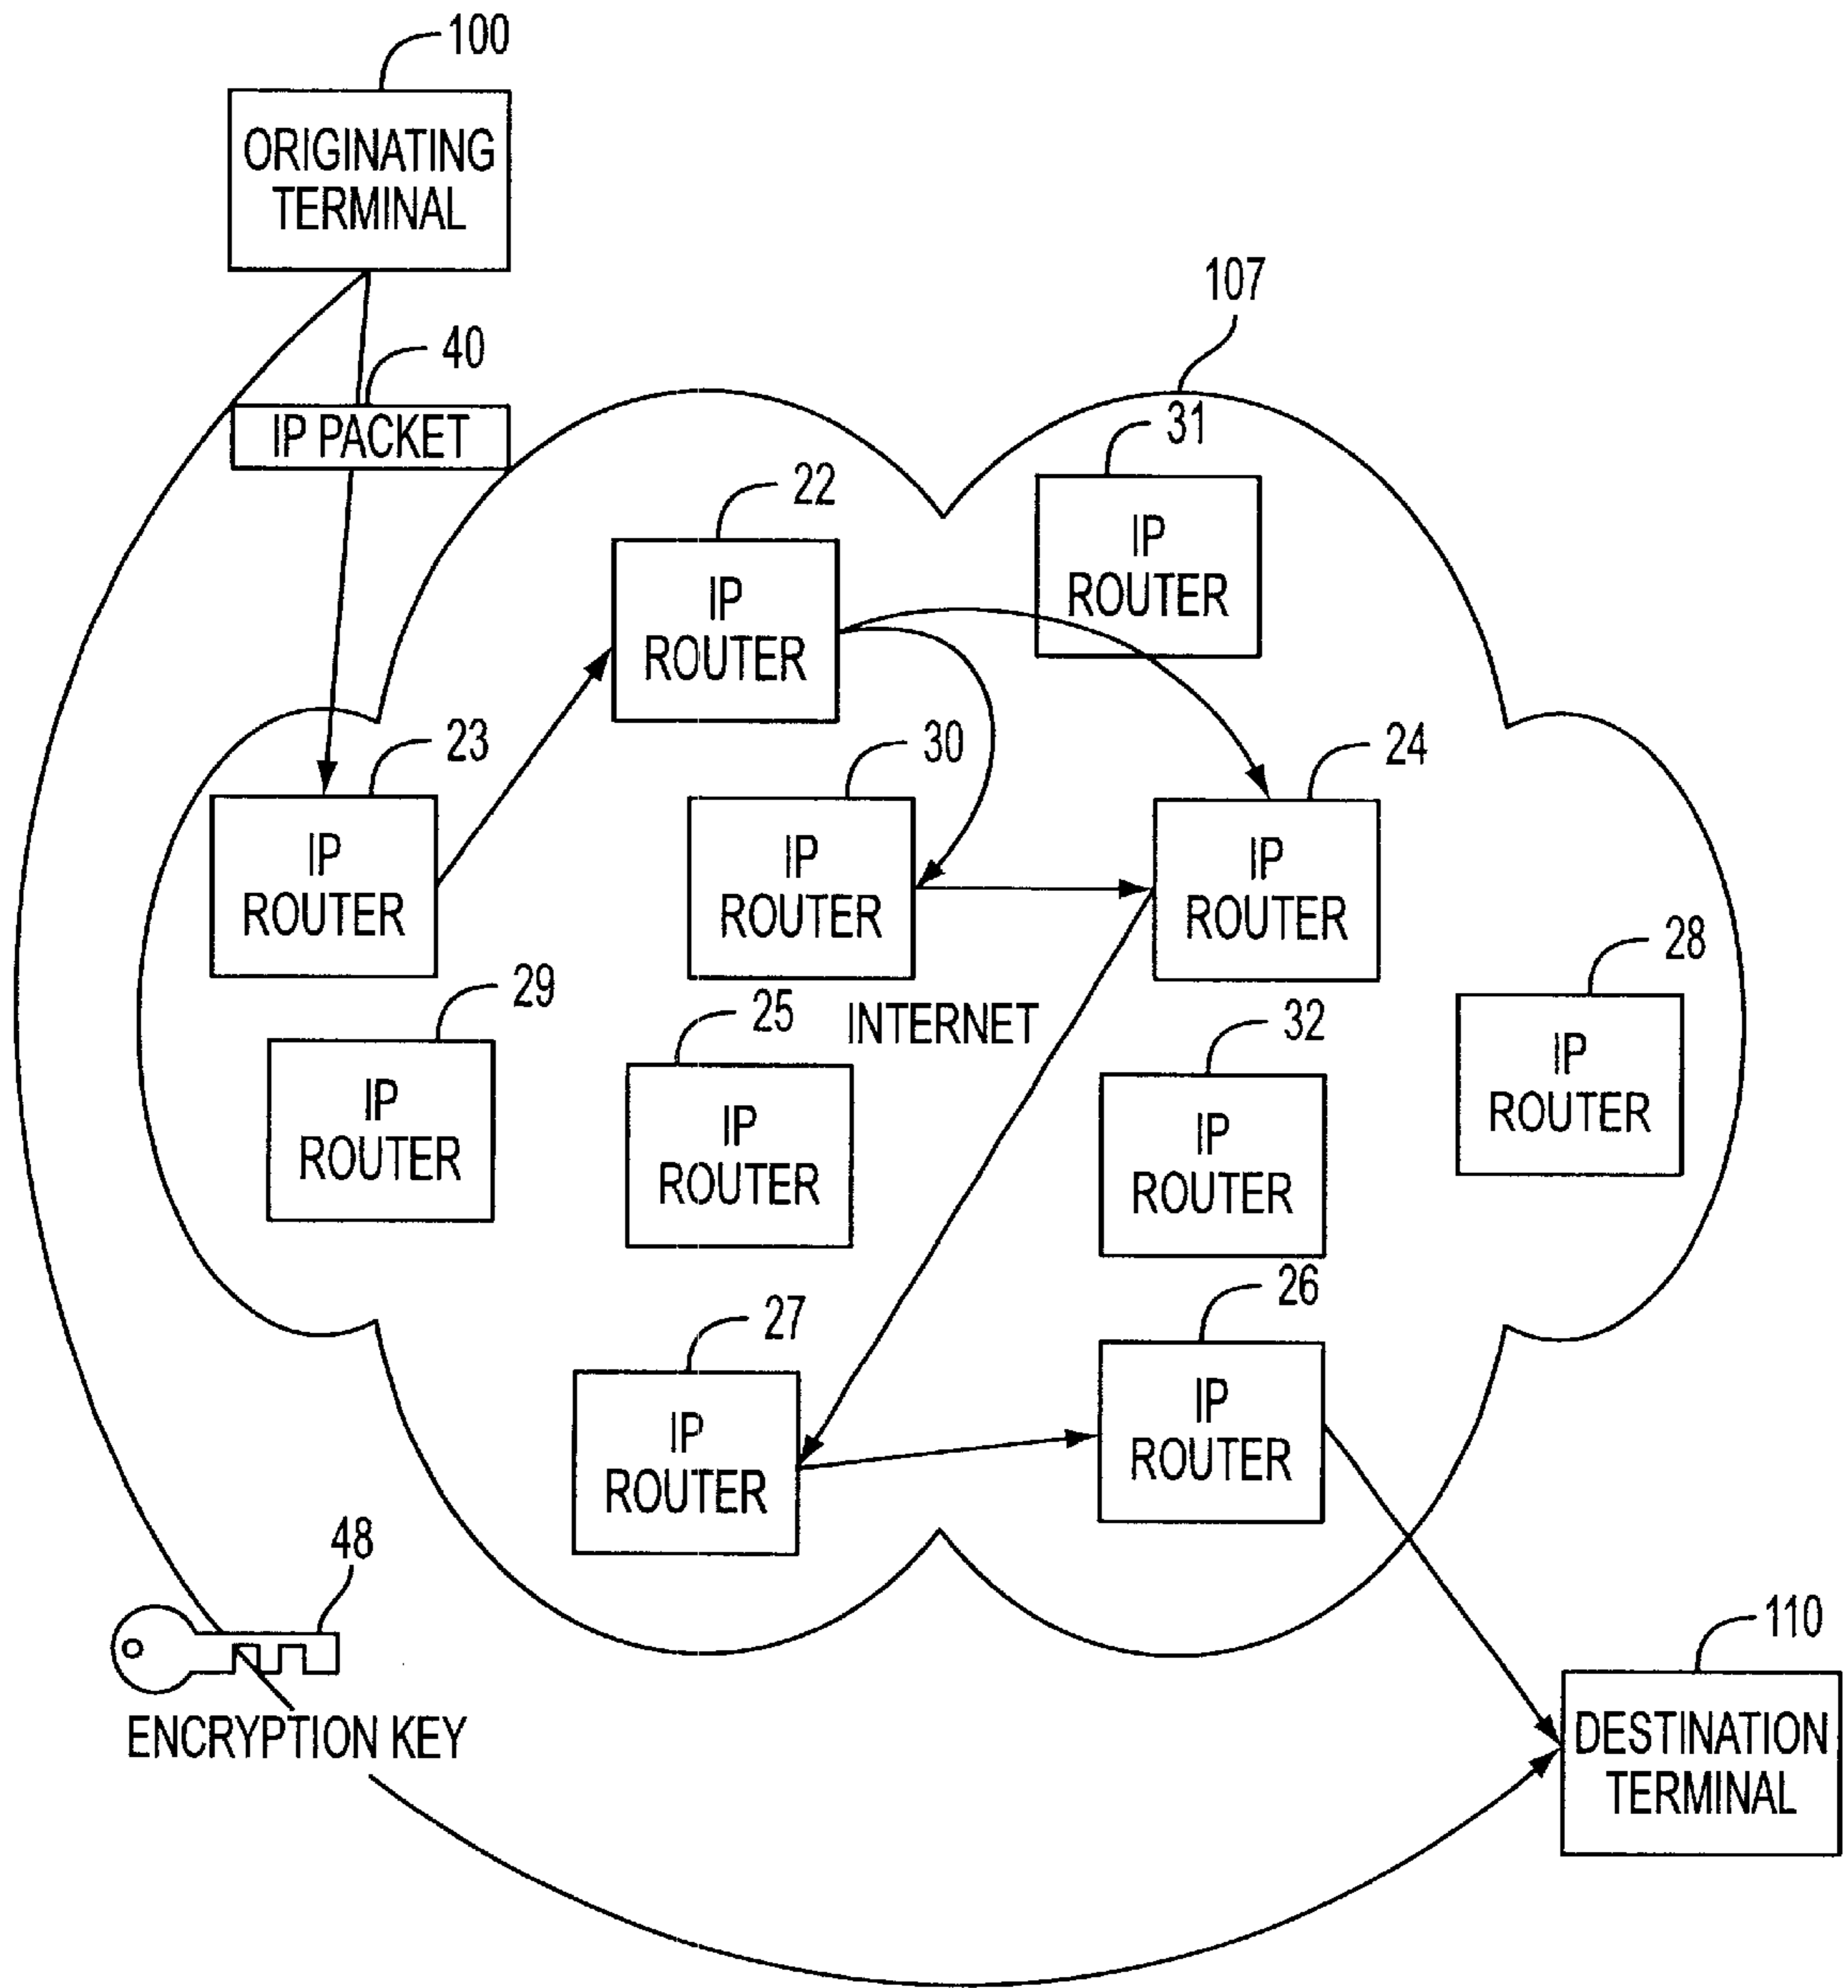 100
ORIGINATING
TERMINAL
107
40
IP PACKET
31
IP
ROUTER
22
IP
ROUTER
23
IP
ROUTER
30
IP
ROUTER
24
IP
ROUTER
28
IP
ROUTER
29
IP
ROUTER
25
IP
ROUTER
INTERNET
32
IP
ROUTER
27
IP
ROUTER
26
IP
ROUTER
48
ENCRYPTION KEY
110
DESTINATION
TERMINAL